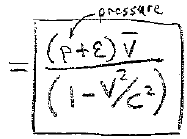 pressure
= (p+ε) V̄
(1 - V²/c²)